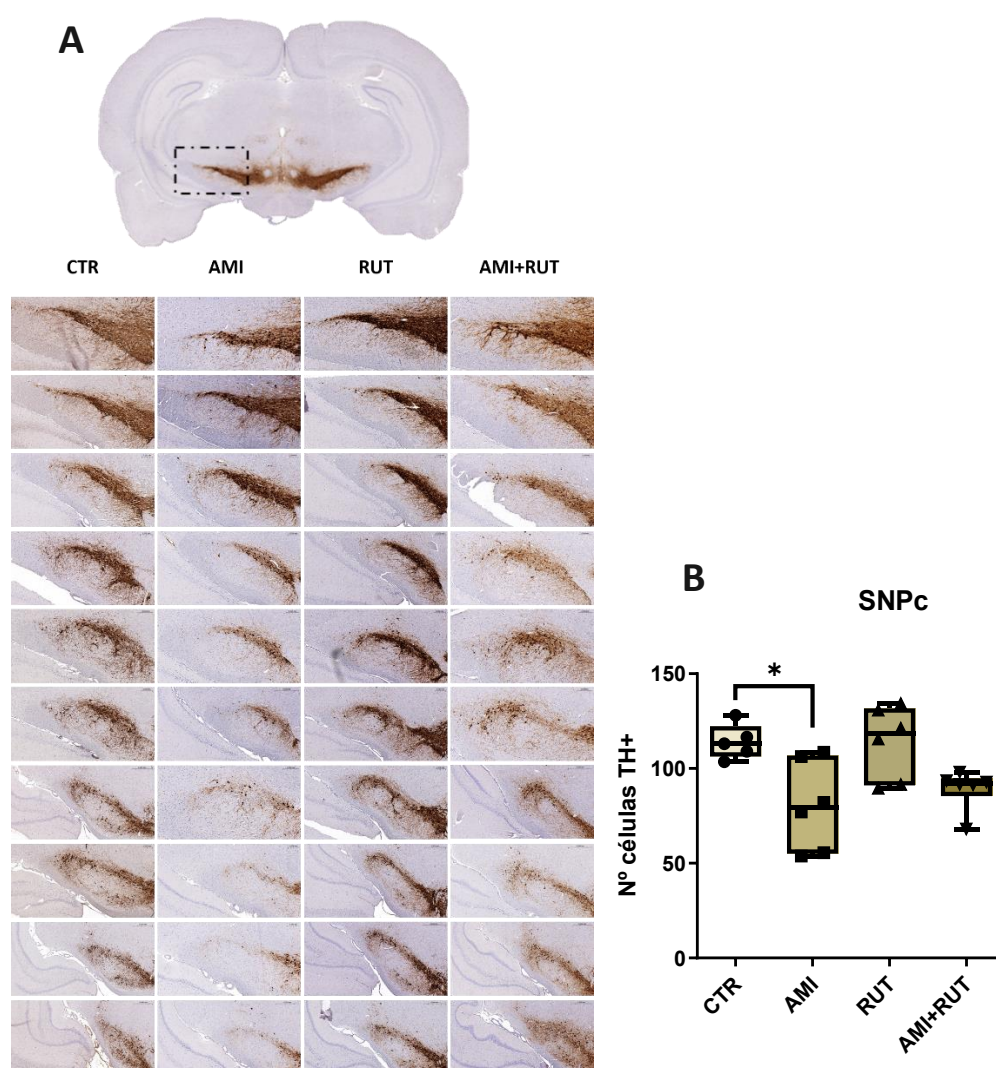 A
CTR AMI RUT AMI+RUT
B
SNPc
*
Nº células TH+
150
100
50
0
CTR AMI RUT AMI+RUT